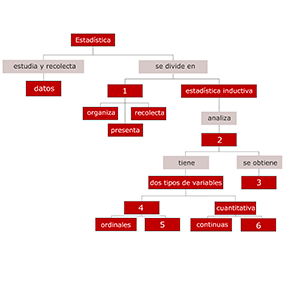 Estadística
estudia y recolecta
se divide en
datos
1
estadística inductiva
organiza
recolecta
presenta
analiza
2
tiene
se obtiene
dos tipos de variables
3
4
cuantitativa
ordinales
5
continuas
6